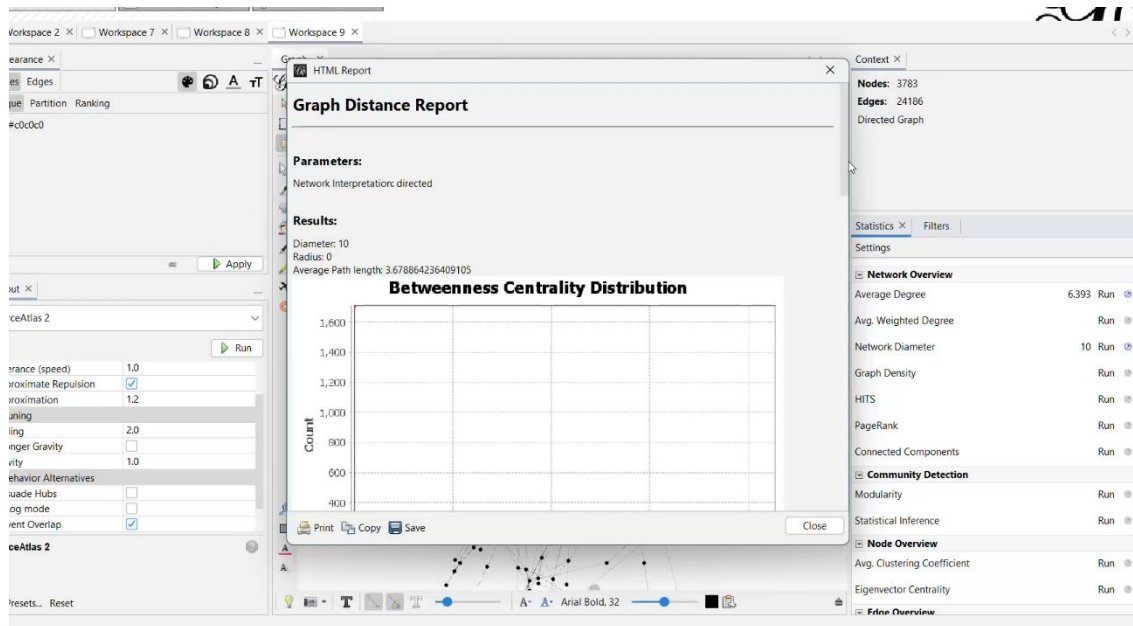 Workspace 2 × Workspace 7 × Workspace 8 × Workspace 9 ×
earance ×
es Edges
A тT
que Partition Ranking
#c0c0c0
Apply
out ×
rceAtlas 2
Run
erance (speed) 1.0
proximate Repulsion
proximation 1.2
uning
ling 2.0
onger Gravity
vity 1.0
ehavior Alternatives
suade Hubs
og mode
vent Overlap
ceAtlas 2
Presets... Reset
HTML Report
Graph Distance Report
Parameters:
Network Interpretation: directed
Results:
Diameter: 10
Radius: 0
Average Path length: 3.678864236409105
Betweenness Centrality Distribution
1,600
1,400
1,200
1,000
800
600
400
Count
Print Copy Save
Close
T T A- A- Arial Bold, 32
Context ×
Nodes: 3783
Edges: 24186
Directed Graph
Statistics × Filters
Settings
Network Overview
Average Degree 6.393 Run
Avg. Weighted Degree Run
Network Diameter 10 Run
Graph Density Run
HITS Run
PageRank Run
Connected Components Run
Community Detection
Modularity Run
Statistical Inference Run
Node Overview
Avg. Clustering Coefficient Run
Eigenvector Centrality Run
Edge Overview